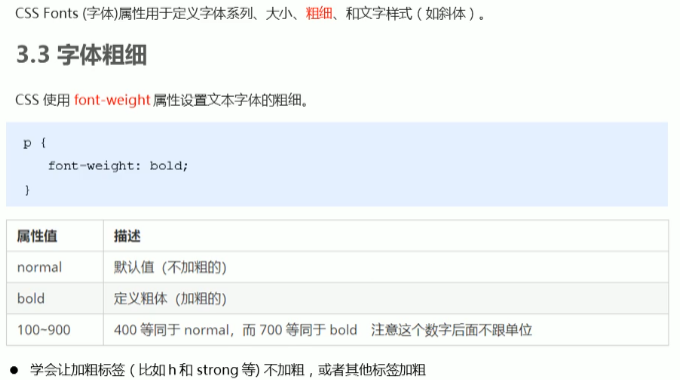 CSS Fonts (字体)属性用于定义字体系列、大小、粗细、和文字样式（如斜体）。
3.3 字体粗细
CSS 使用 font-weight 属性设置文本字体的粗细。
p {
font-weight: bold;
}
属性值 描述
normal 默认值（不加粗的）
bold 定义粗体（加粗的）
100~900 400 等同于 normal，而 700 等同于 bold 注意这个数字后面不跟单位
● 学会让加粗标签（比如 h 和 strong 等) 不加粗，或者其他标签加粗